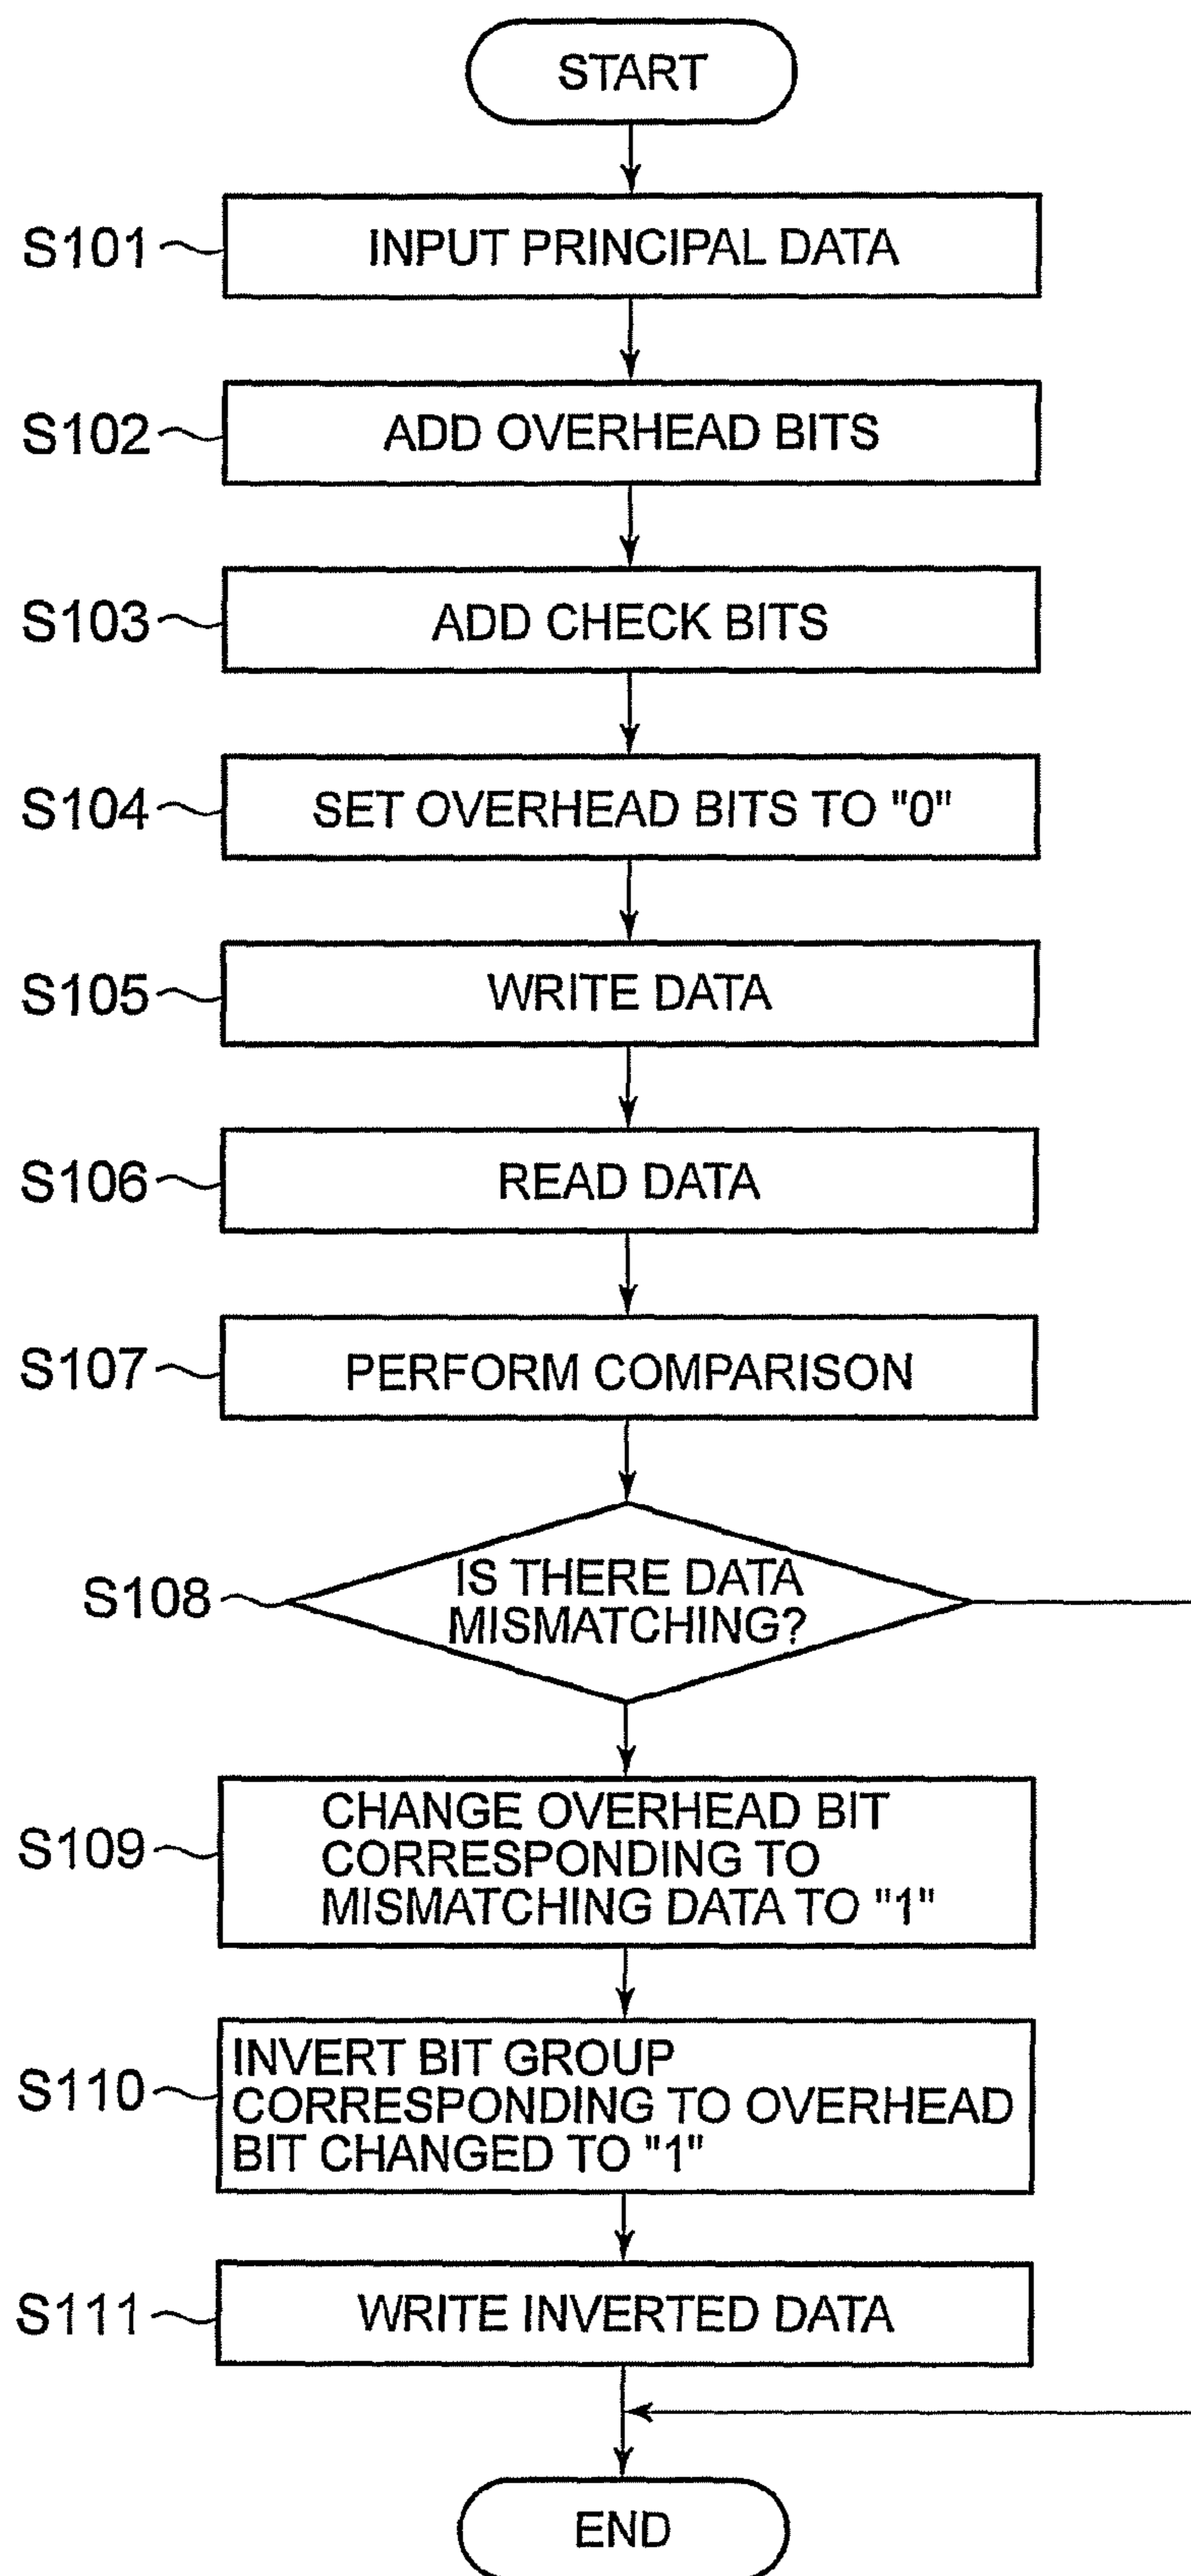 START
S101
INPUT PRINCIPAL DATA
S102
ADD OVERHEAD BITS
S103
ADD CHECK BITS
S104
SET OVERHEAD BITS TO "0"
S105
WRITE DATA
S106
READ DATA
S107
PERFORM COMPARISON
S108
IS THERE DATA
MISMATCHING?
S109
CHANGE OVERHEAD BIT
CORRESPONDING TO
MISMATCHING DATA TO "1"
S110
INVERT BIT GROUP
CORRESPONDING TO OVERHEAD
BIT CHANGED TO "1"
S111
WRITE INVERTED DATA
END